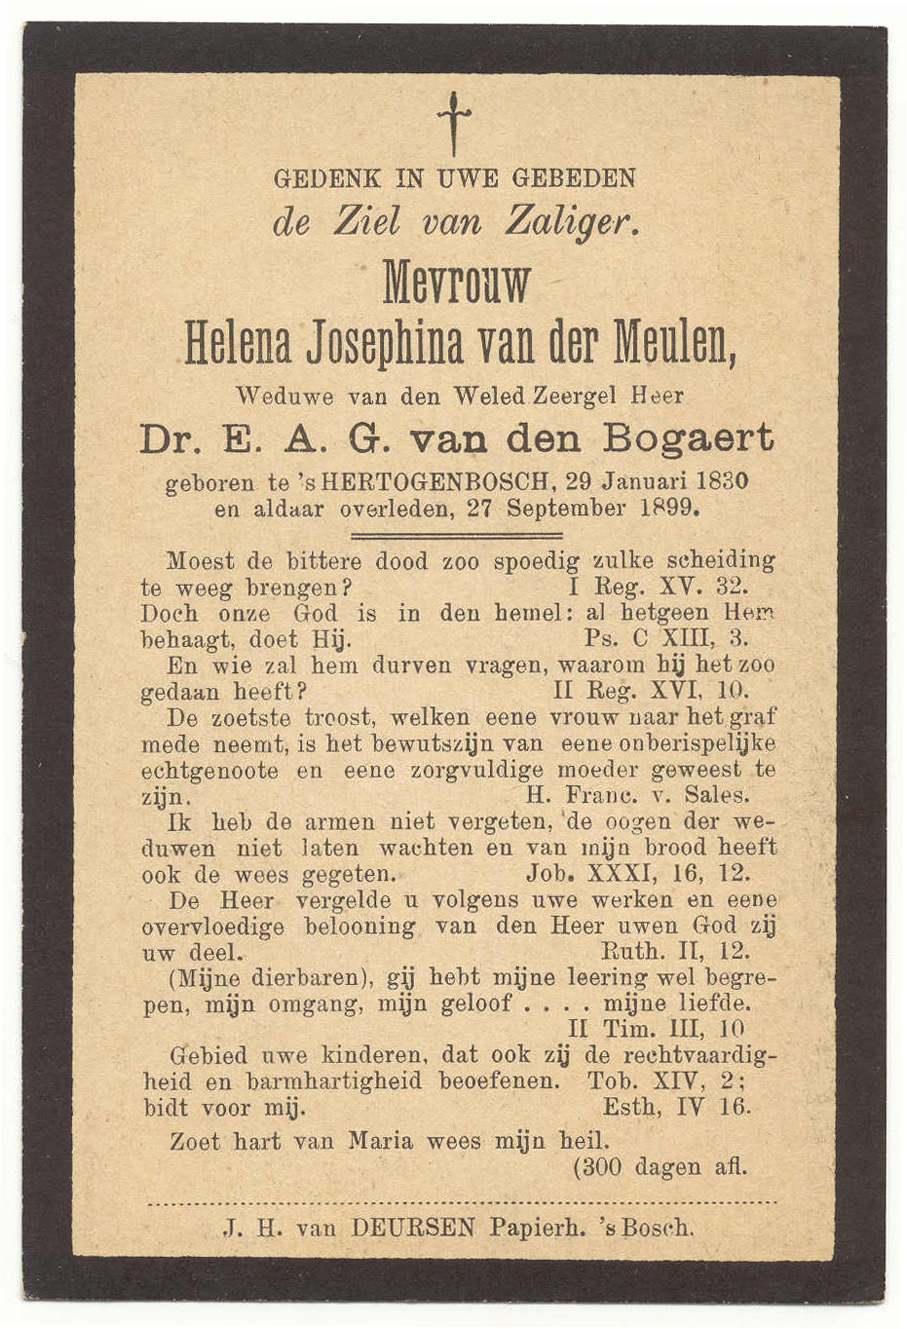 GEDENK IN UWE GEBEDEN
de Ziel van Zaliger.
Mevrouw
Helena Josephina van der Meulen,
Weduwe van den Weled Zeergel Heer
Dr. E. A. G. van den Bogaert
geboren te 's HERTOGENBOSCH, 29 Januari 1830
en aldaar overleden, 27 September 1899.
Moest de bittere dood zoo spoedig zulke scheiding
te weeg brengen? I Reg. XV. 32.
Doch onze God is in den hemel: al hetgeen Hem
behaagt, doet Hij. Ps. C XIII, 3.
En wie zal hem durven vragen, waarom hij het zoo
gedaan heeft? II Reg. XVI, 10.
De zoetste troost, welken eene vrouw naar het graf
mede neemt, is het bewutszijn van eene onberispelijke
echtgenoote en eene zorgvuldige moeder geweest te
zijn. H. Franc. v. Sales.
Ik heb de armen niet vergeten, de oogen der we-
duwen niet laten wachten en van mijn brood heeft
ook de wees gegeten. Job. XXXI, 16, 12.
De Heer vergelde u volgens uwe werken en eene
overvloedige belooning van den Heer uwen God zij
uw deel. Ruth. II, 12.
(Mijne dierbaren), gij hebt mijne leering wel begre-
pen, mijn omgang, mijn geloof . . . . mijne liefde.
II Tim. III, 10
Gebied uwe kinderen, dat ook zij de rechtvaardig-
heid en barmhartigheid beoefenen. Tob. XIV, 2;
bidt voor mij. Esth, IV 16.
Zoet hart van Maria wees mijn heil.
(300 dagen afl.
J. H. van DEURSEN Papierh. 's Bosch.